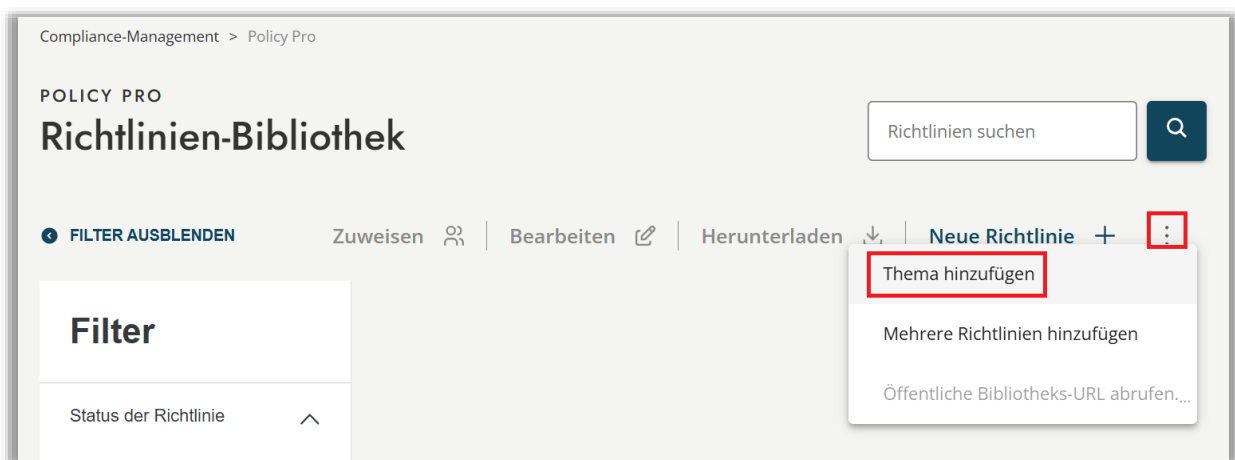 Compliance-Management > Policy Pro
POLICY PRO
Richtlinien-Bibliothek
Richtlinien suchen
FILTER AUSBLENDEN
Zuweisen
Bearbeiten
Herunterladen
Neue Richtlinie +
Thema hinzufügen
Mehrere Richtlinien hinzufügen
Öffentliche Bibliotheks-URL abrufen....
Filter
Status der Richtlinie